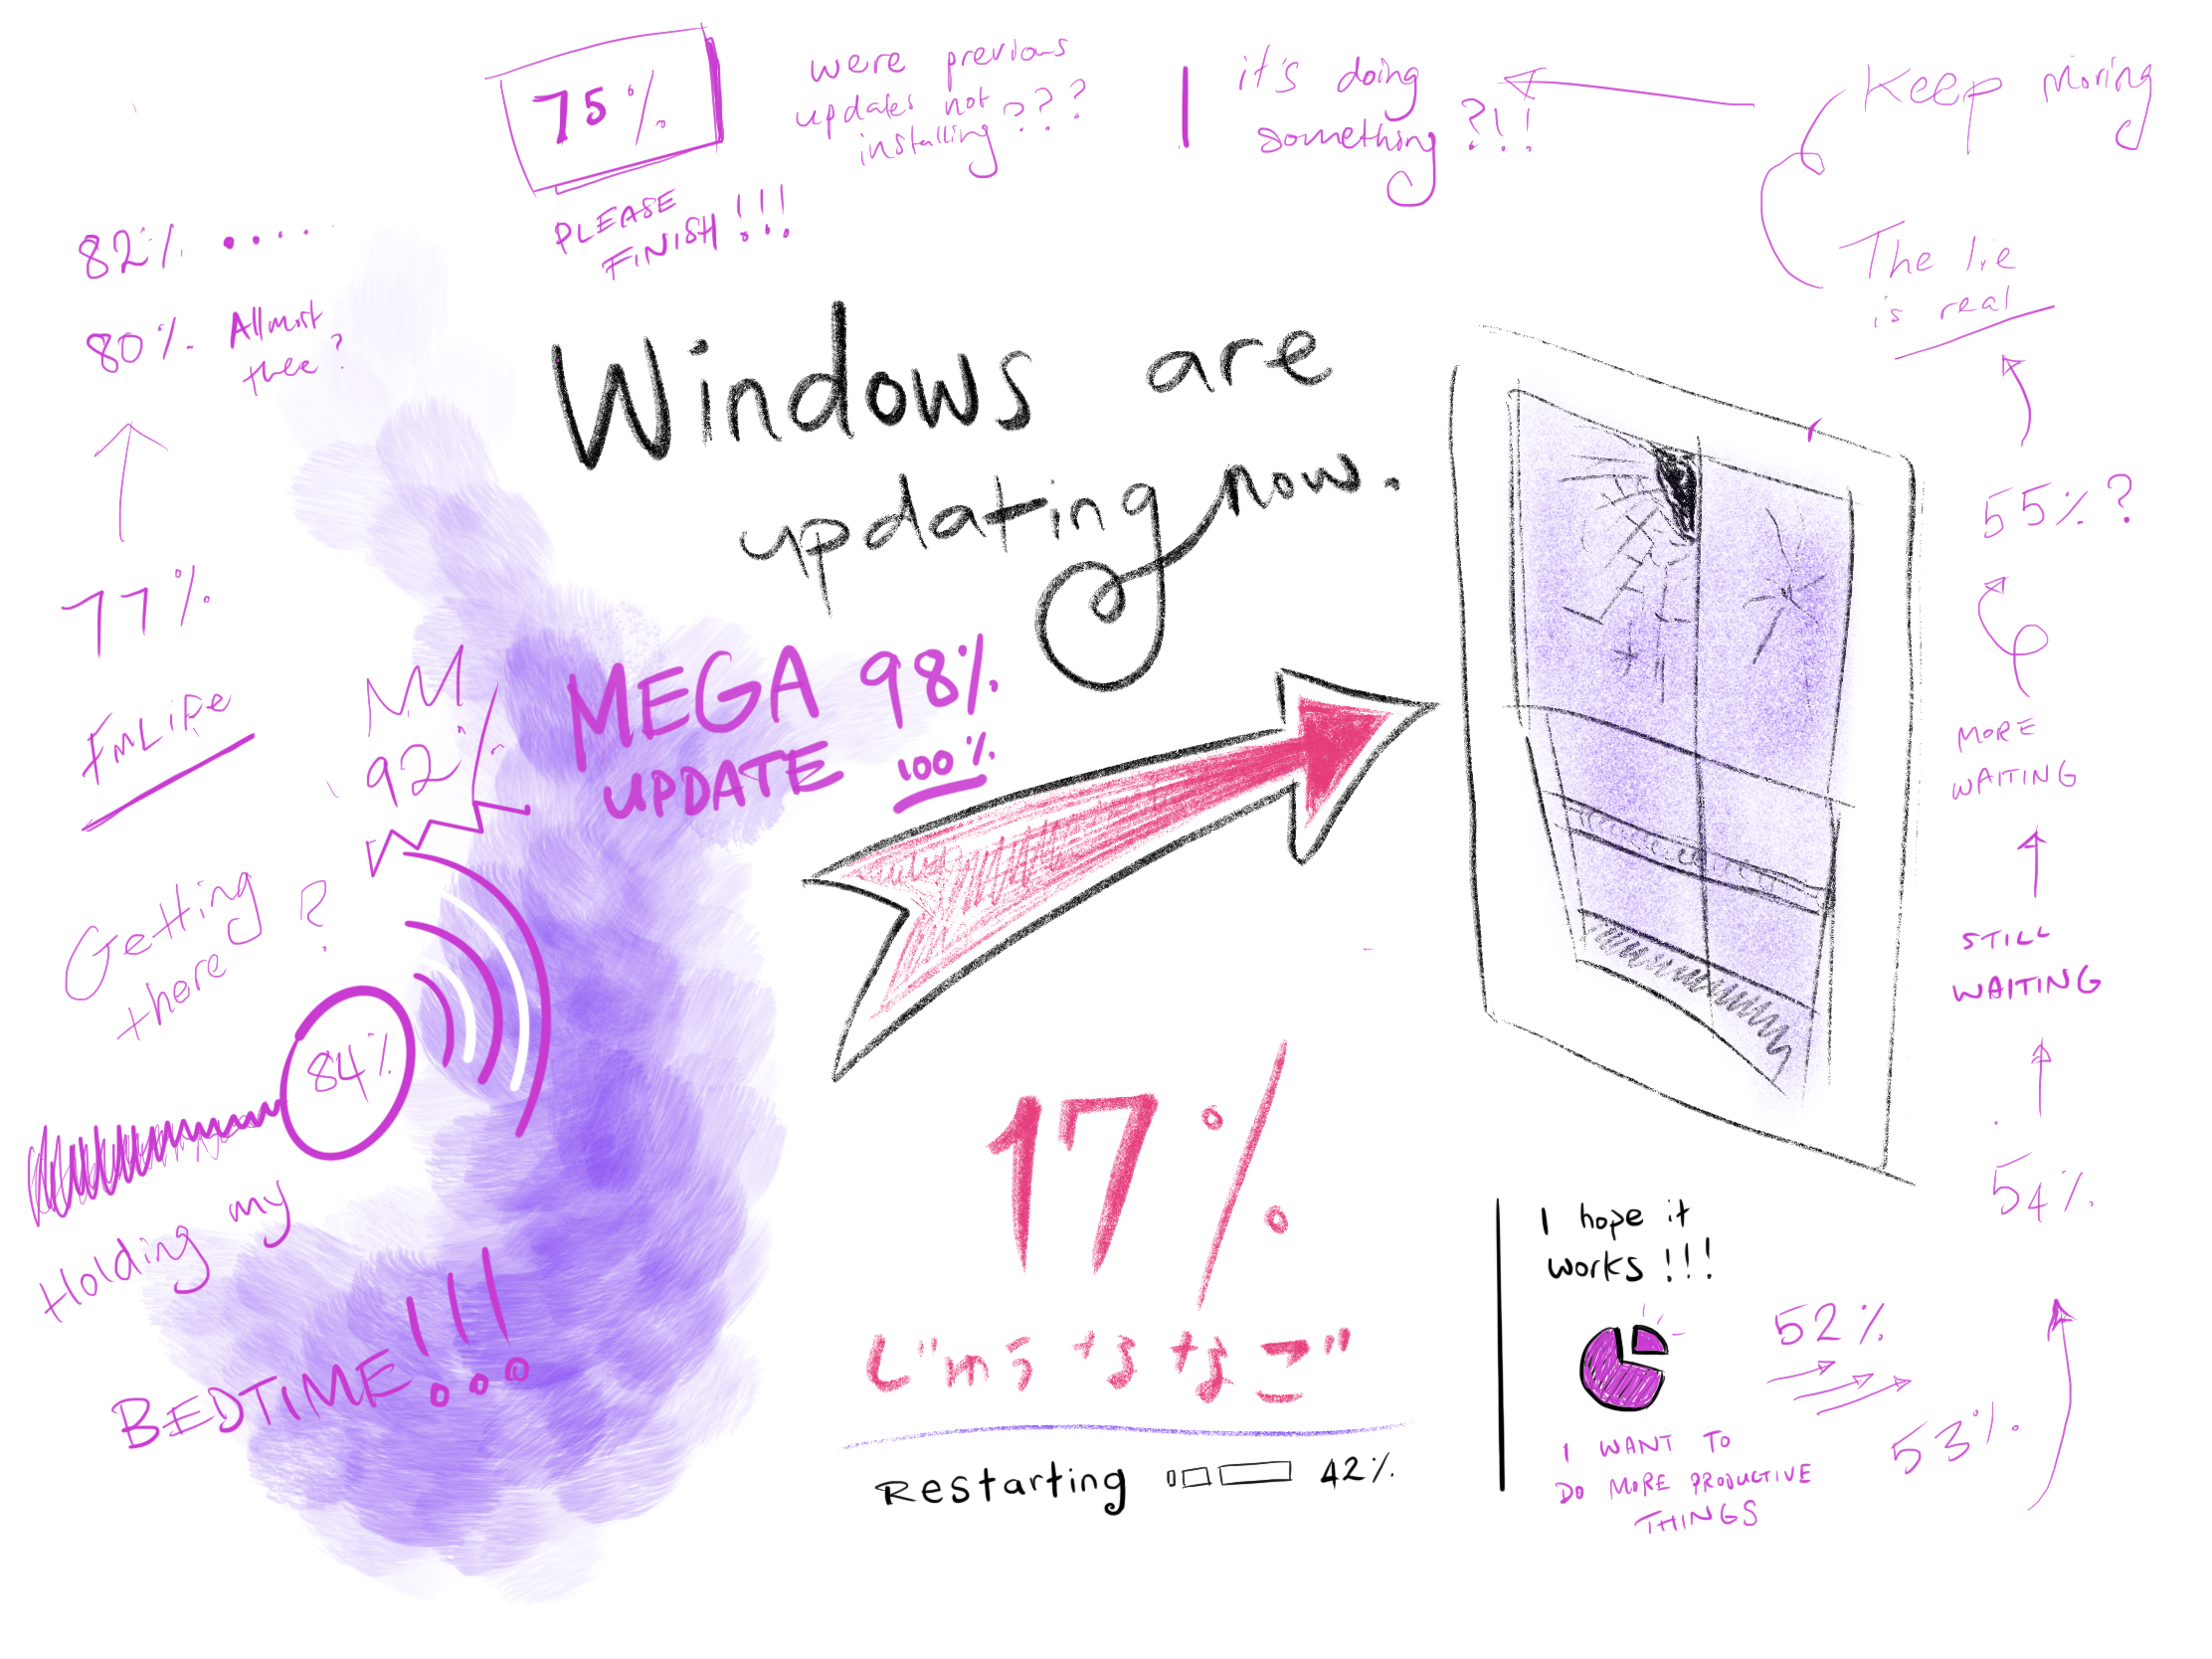 75%
were previous
updates not
installing???
it's doing
something?!!
Keep moving
PLEASE
FINISH!!!
The lie
is real
82% .....
80% Allmost
thee?
77%
FmLife
92%
Getting
there?
84%
Holding my
BEDTIME!!!
Windows are
updating now.
MEGA 98%
UPDATE 100%
55%?
MORE
WAITING
STILL
WAITING
54%
17%
じゅうななご"
Restarting 42%
I hope it
works!!!
52%
53%
I WANT TO
DO MORE PRODUCTIVE
THINGS